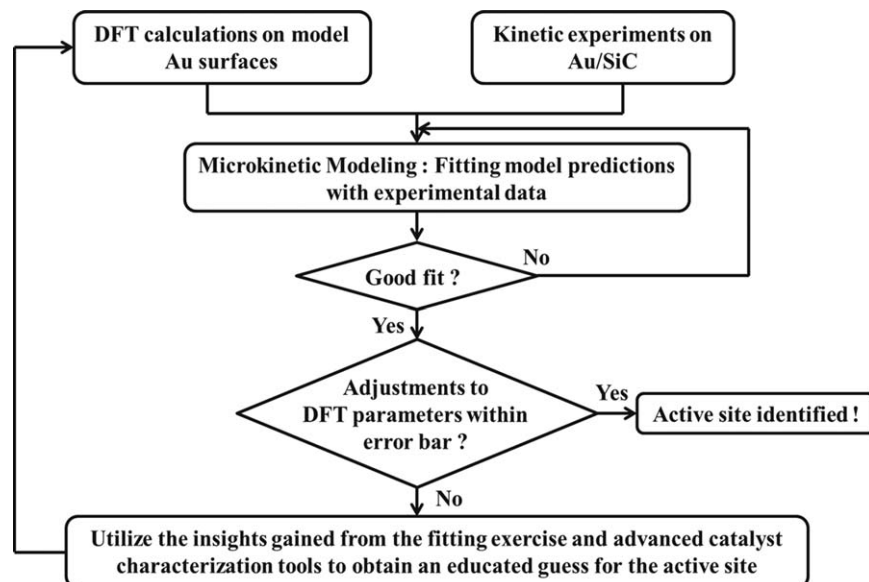 DFT calculations on model
Au surfaces
Kinetic experiments on
Au/SiC
Microkinetic Modeling : Fitting model predictions
with experimental data
Good fit ?
No
Yes
Adjustments to
DFT parameters within
error bar ?
Yes
Active site identified !
No
Utilize the insights gained from the fitting exercise and advanced catalyst
characterization tools to obtain an educated guess for the active site